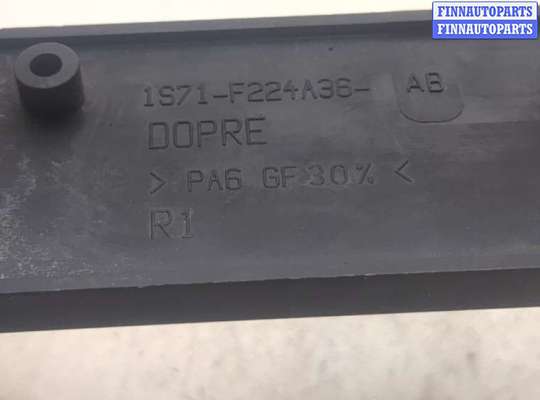 FINNAUTOPARTS
FINNAUTOPARTS
1S71-F224A36- AB
DOPRE
> PA6 GF30% <
R1